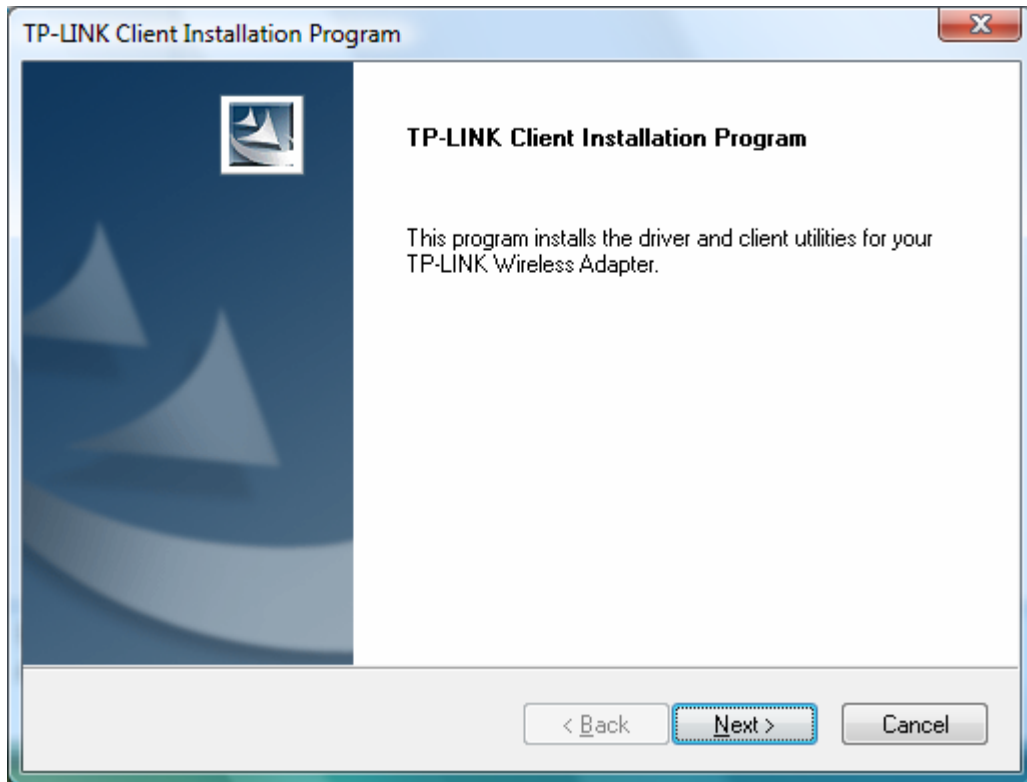 TP-LINK Client Installation Program
TP-LINK Client Installation Program
This program installs the driver and client utilities for your
TP-LINK Wireless Adapter.
< Back Next > Cancel